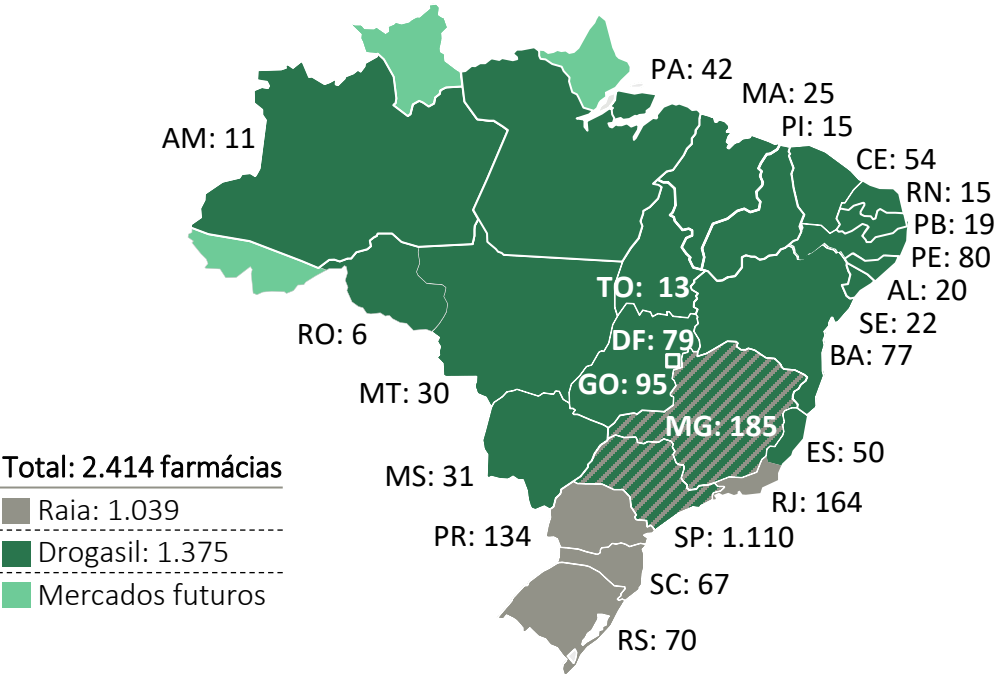 PA: 42
MA: 25
PI: 15
AM: 11
CE: 54
RN: 15
PB: 19
PE: 80
TO: 13
AL: 20
SE: 22
RO: 6
DF: 79
BA: 77
GO: 95
MT: 30
MG: 185
ES: 50
Total: 2.414 farmácias
MS: 31
RJ: 164
Raia: 1.039
PR: 134
SP: 1.110
Drogasil: 1.375
SC: 67
Mercados futuros
RS: 70